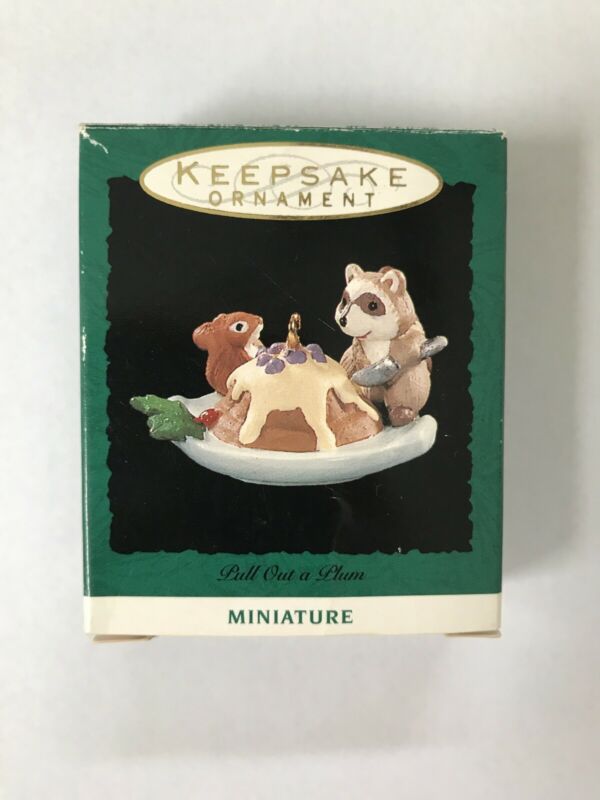 KEEPSAKE
ORNAMENT
Pull Out a Plum
MINIATURE